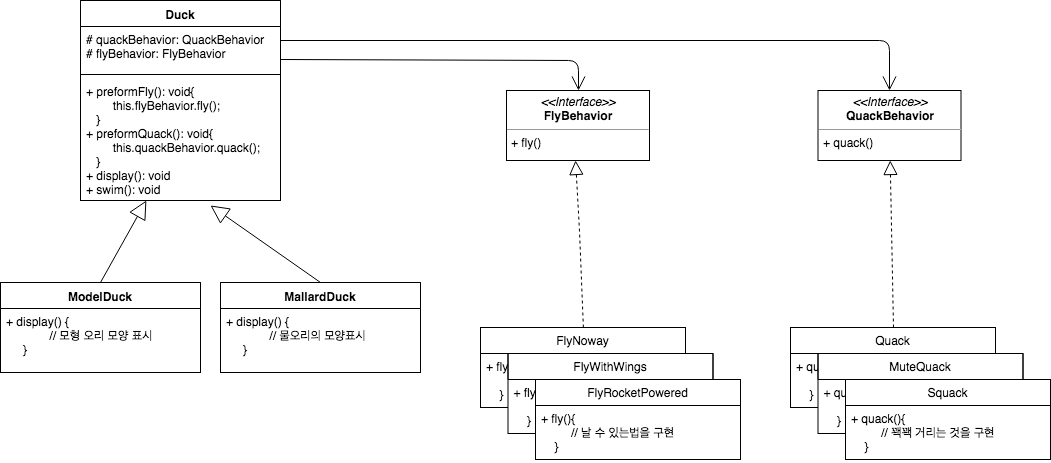 Duck
# quackBehavior: QuackBehavior
# flyBehavior: FlyBehavior
+ preformFly(): void{
this.flyBehavior.fly();
}
+ preformQuack(): void{
this.quackBehavior.quack();
}
+ display(): void
+ swim(): void
<<Interface>>
FlyBehavior
+ fly()
<<Interface>>
QuackBehavior
+ quack()
ModelDuck
+ display() {
// 모형 오리 모양 표시
}
MallardDuck
+ display() {
// 물오리의 모양표시
}
FlyNoway
+ fly
}
FlyWithWings
+ fly
}
FlyRocketPowered
+ fly(){
// 날 수 있는법을 구현
}
Quack
+ qu
}
MuteQuack
+ qu
}
Squack
+ quack(){
// 꽥꽥 거리는 것을 구현
}